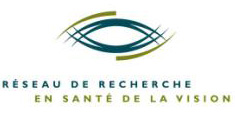 RÉSEAU DE RECHERCHE
EN SANTÉ DE LA VISION